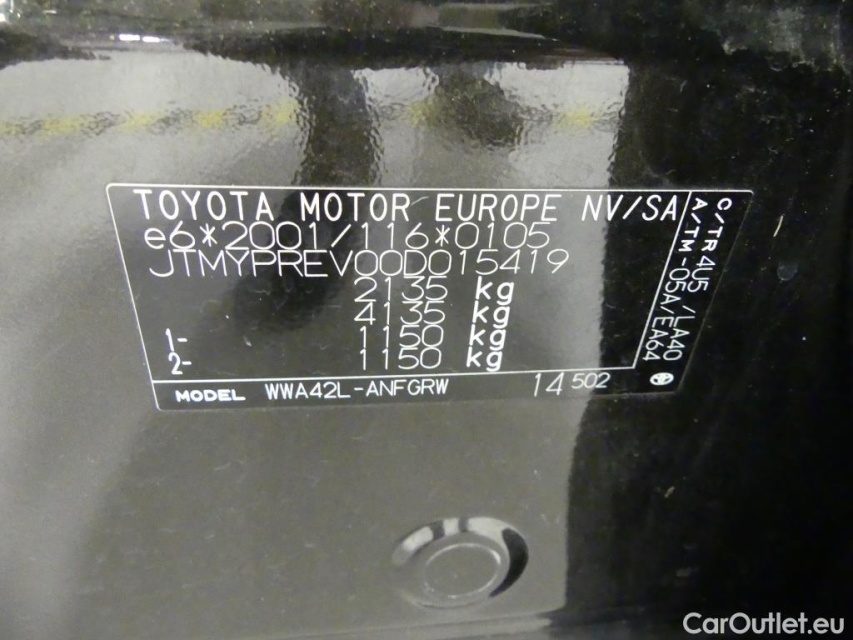 TOYOTA MOTOR EUROPE NV/SA
e6*2001/116*0105
JTMYPREV00D015419
2135 kg
4135 kg
1- 1150 kg
2- 1150 kg
C/TR 4U5 /LA40
A/TM -05A/EA64
MODEL WWA42L-ANFGRW 14 502
CarOutlet.eu